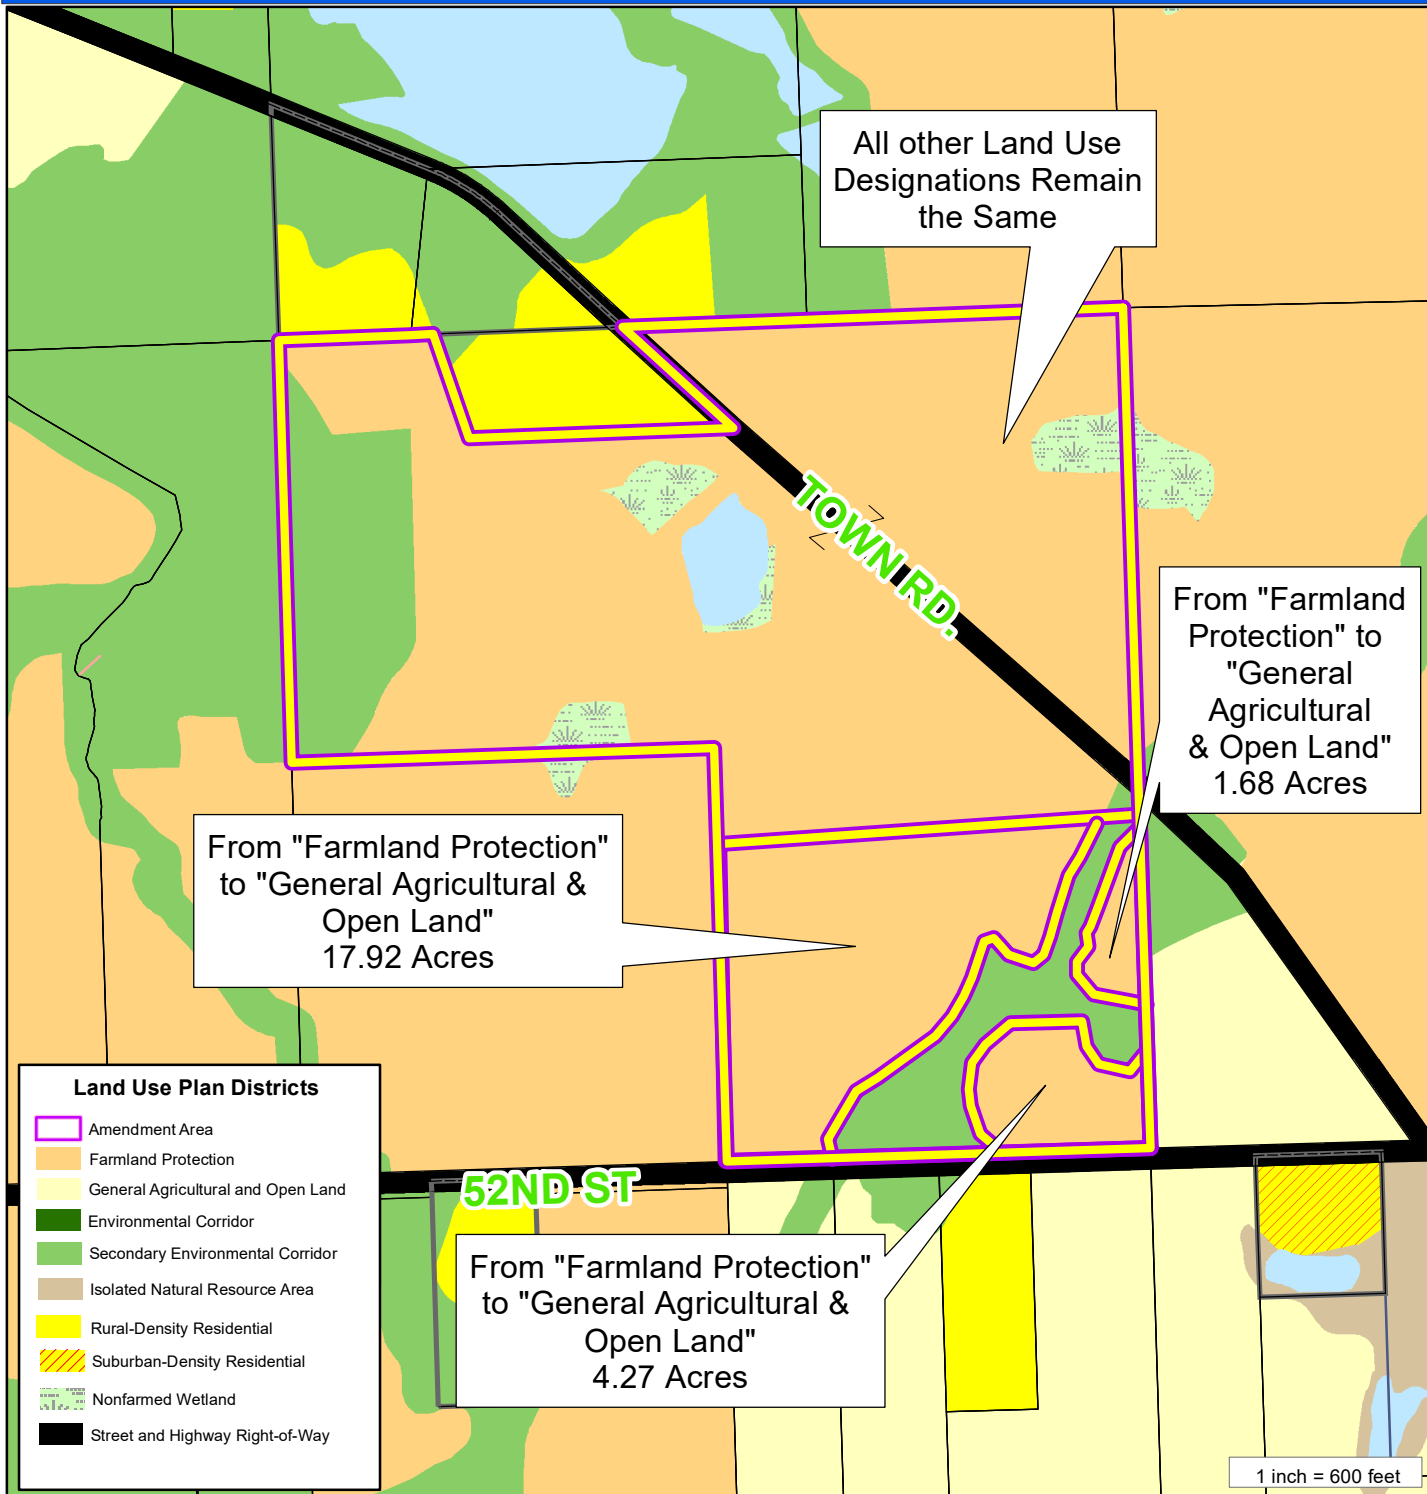 All other Land Use
Designations Remain
the Same
TOWN RD.
From "Farmland
Protection" to
"General
Agricultural
& Open Land"
1.68 Acres
From "Farmland Protection"
to "General Agricultural &
Open Land"
17.92 Acres
Land Use Plan Districts
Amendment Area
Farmland Protection
General Agricultural and Open Land
Environmental Corridor
Secondary Environmental Corridor
Isolated Natural Resource Area
Rural-Density Residential
Suburban-Density Residential
Nonfarmed Wetland
Street and Highway Right-of-Way
52ND ST
From "Farmland Protection"
to "General Agricultural &
Open Land"
4.27 Acres
1 inch = 600 feet